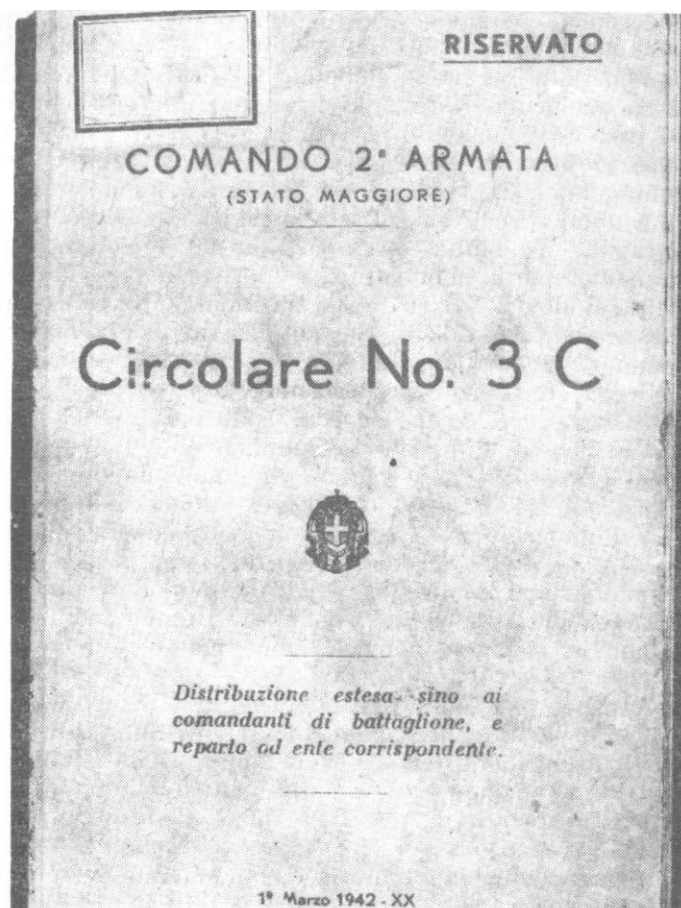 RISERVATO
COMANDO 2ª ARMATA
(STATO MAGGIORE)
Circolare No. 3 C
Distribuzione estesa sino ai
comandanti di battaglione, e
reparto od ente corrispondente.
1º Marzo 1942 - XX